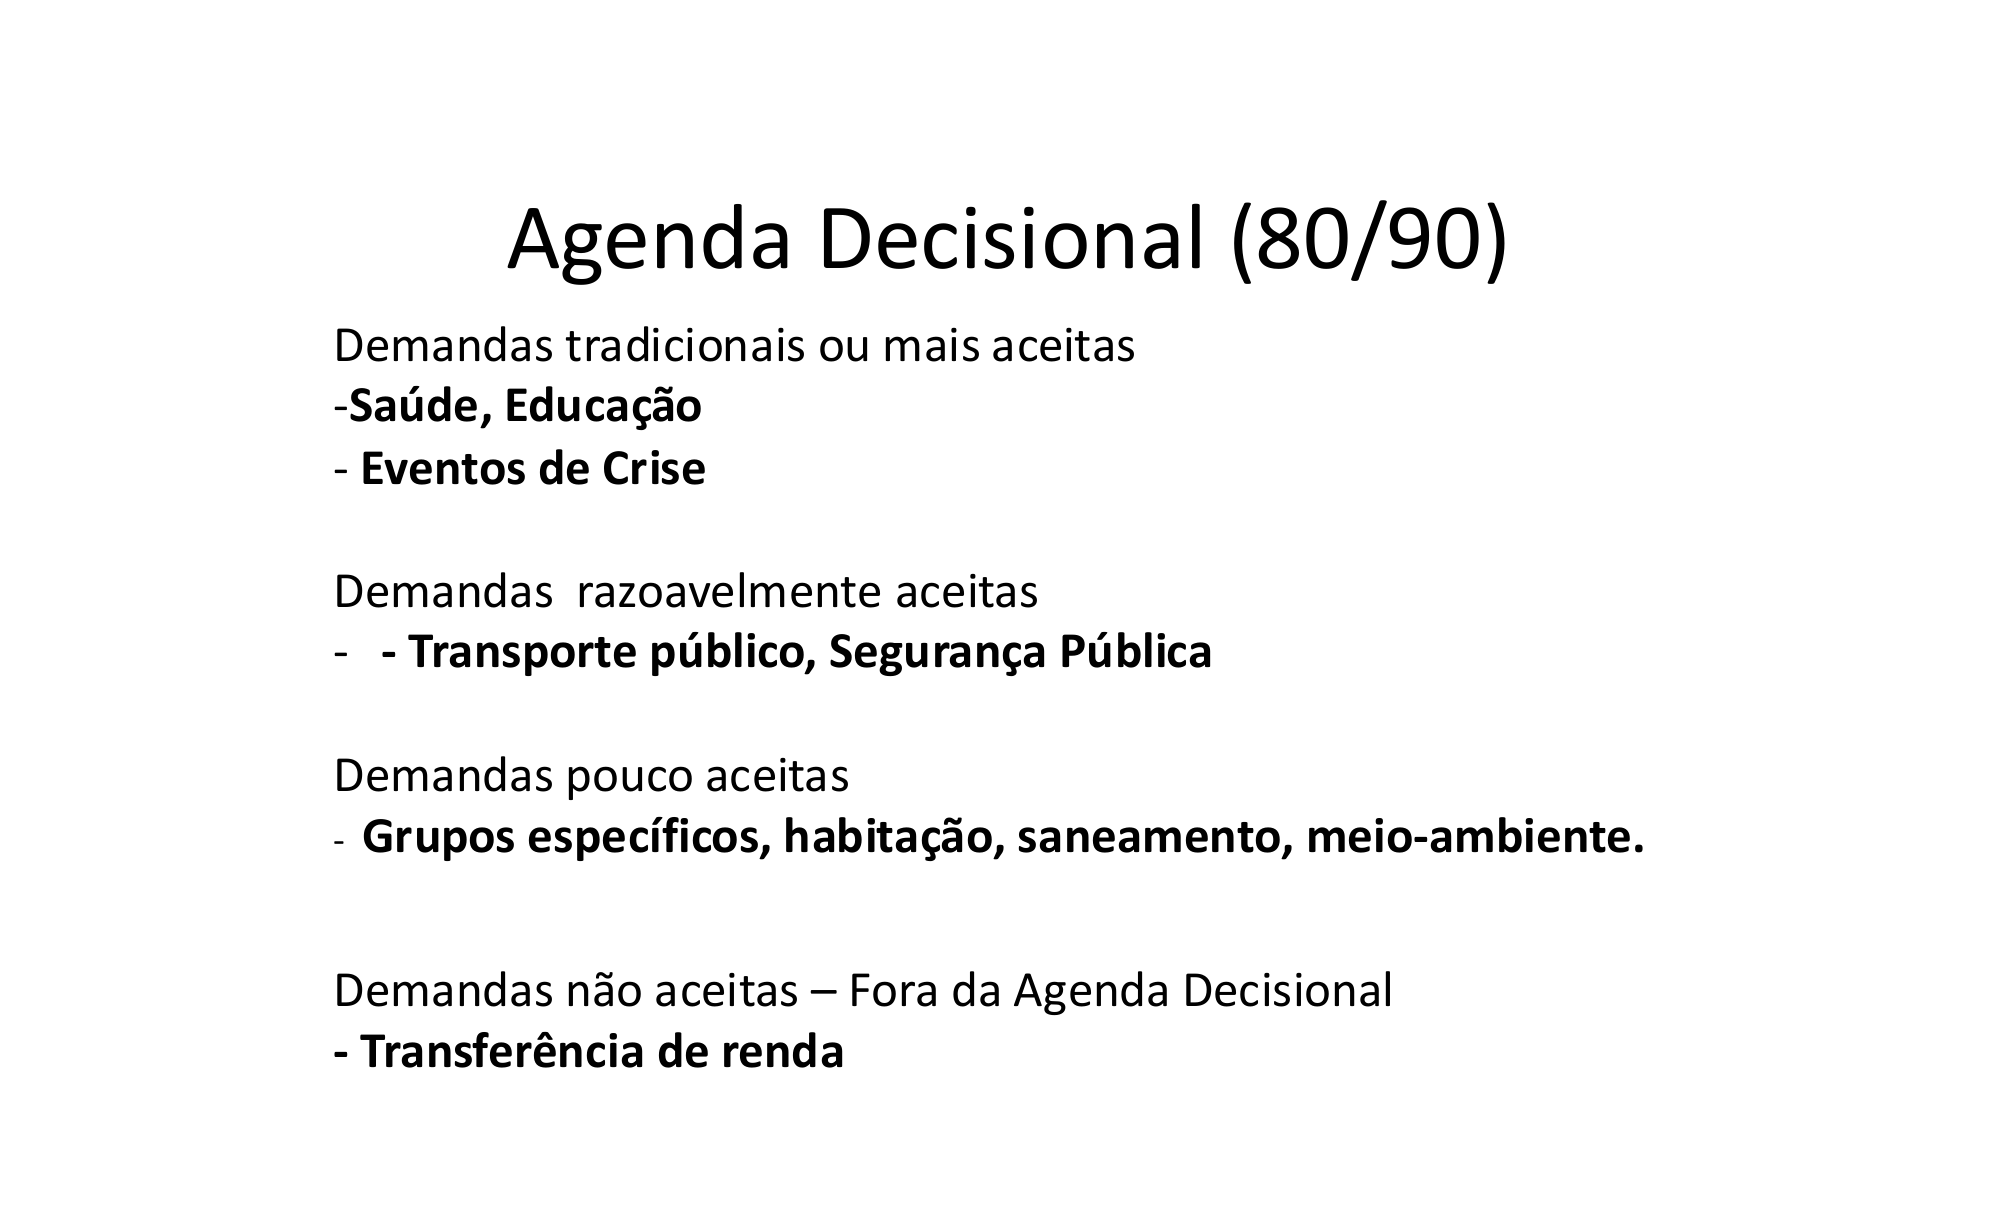 Agenda Decisional (80/90)
Demandas tradicionais ou mais aceitas
-Saúde, Educação
- Eventos de Crise
Demandas  razoavelmente aceitas
-   - Transporte público, Segurança Pública
Demandas pouco aceitas
-  Grupos específicos, habitação, saneamento, meio-ambiente.
Demandas não aceitas – Fora da Agenda Decisional
- Transferência de renda